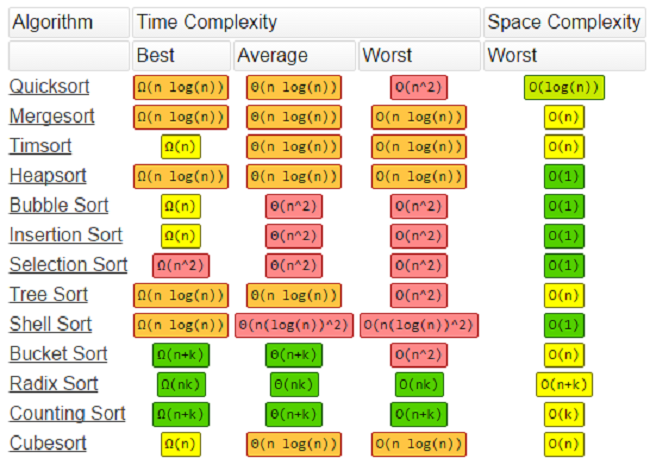 Algorithm Time Complexity Space Complexity
Best Average Worst Worst
Quicksort Ω(n log(n)) Θ(n log(n)) O(n^2) O(log(n))
Mergesort Ω(n log(n)) Θ(n log(n)) O(n log(n)) O(n)
Timsort Ω(n) Θ(n log(n)) O(n log(n)) O(n)
Heapsort Ω(n log(n)) Θ(n log(n)) O(n log(n)) O(1)
Bubble Sort Ω(n) Θ(n^2) O(n^2) O(1)
Insertion Sort Ω(n) Θ(n^2) O(n^2) O(1)
Selection Sort Ω(n^2) Θ(n^2) O(n^2) O(1)
Tree Sort Ω(n log(n)) Θ(n log(n)) O(n^2) O(n)
Shell Sort Ω(n log(n)) Θ(n(log(n))^2) O(n(log(n))^2) O(1)
Bucket Sort Ω(n+k) Θ(n+k) O(n^2) O(n)
Radix Sort Ω(nk) Θ(nk) O(nk) O(n+k)
Counting Sort Ω(n+k) Θ(n+k) O(n+k) O(k)
Cubesort Ω(n) Θ(n log(n)) O(n log(n)) O(n)